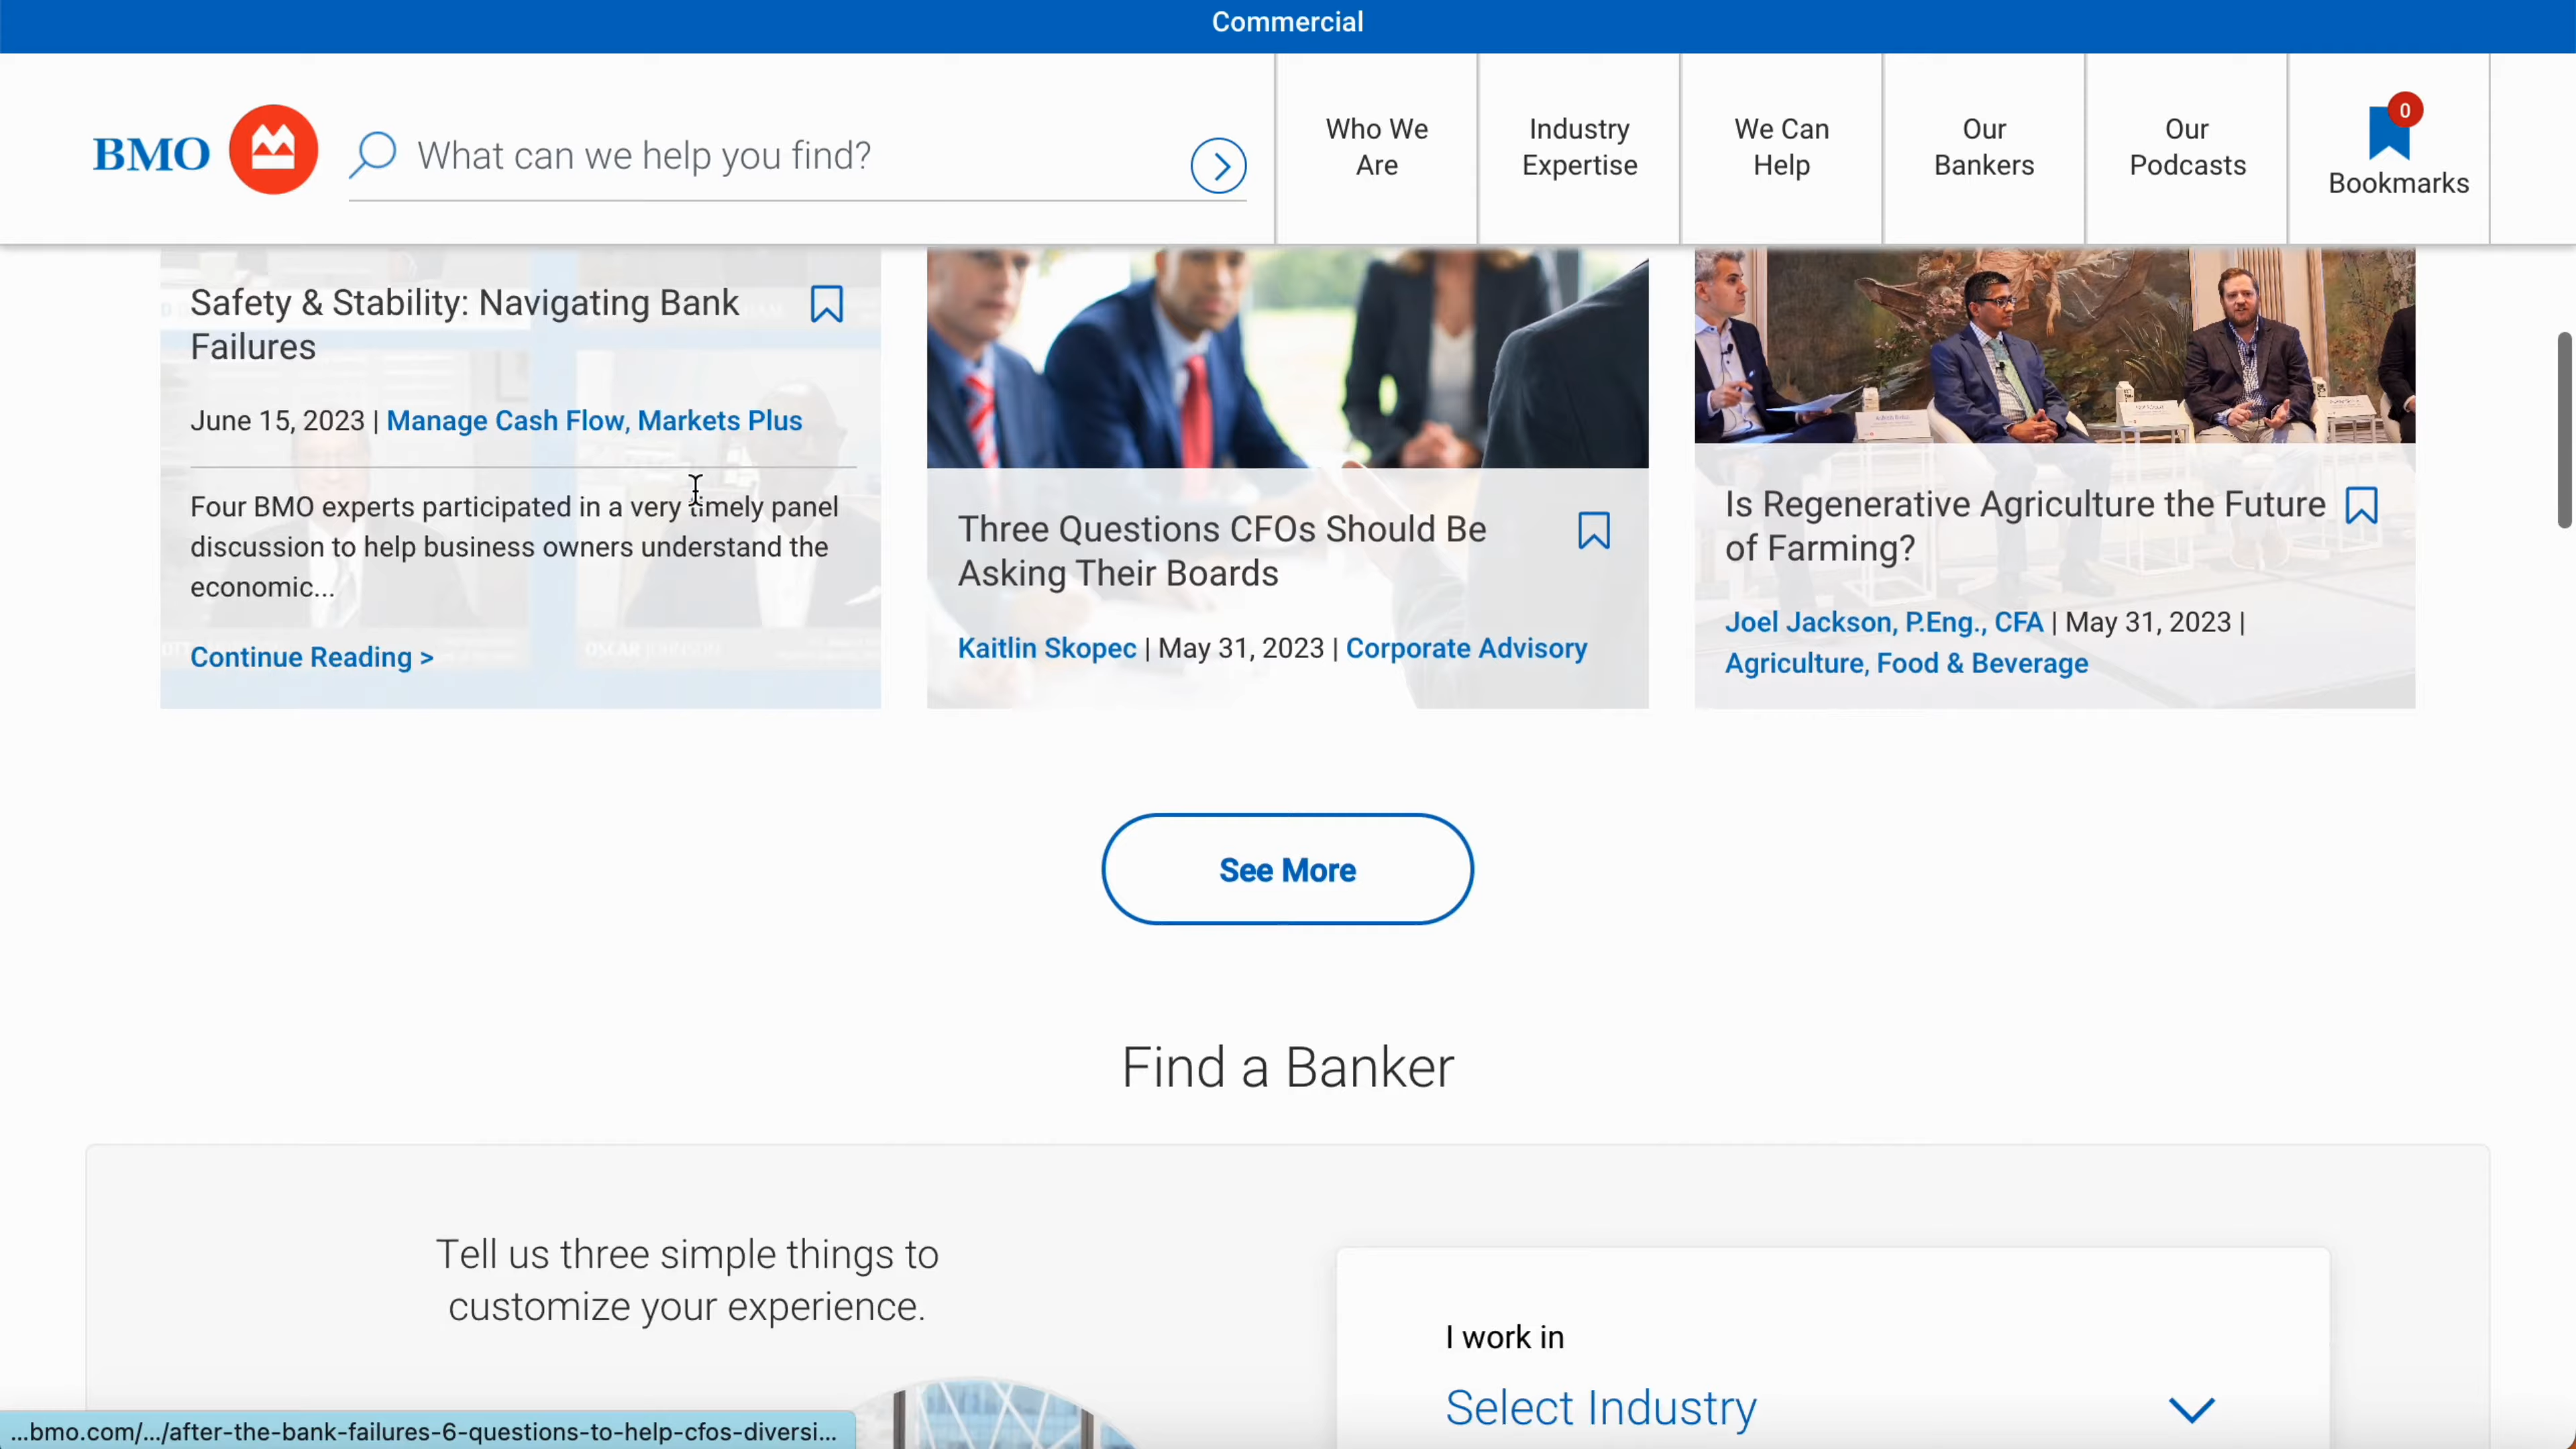 Commercial
BMO
What can we help you find?
Who We
Are
Industry
Expertise
We Can
Help
Our
Bankers
Our
Podcasts
0
Bookmarks
Safety & Stability: Navigating Bank
Failures
June 15, 2023 | Manage Cash Flow, Markets Plus
Four BMO experts participated in a very timely panel
discussion to help business owners understand the
economic...
Continue Reading >
OSCAR JOHNSON
Three Questions CFOs Should Be
Asking Their Boards
Kaitlin Skopec | May 31, 2023 | Corporate Advisory
Is Regenerative Agriculture the Future
of Farming?
Joel Jackson, P.Eng., CFA | May 31, 2023 |
Agriculture, Food & Beverage
See More
Find a Banker
Tell us three simple things to
customize your experience.
I work in
Select Industry
...bmo.com/.../after-the-bank-failures-6-questions-to-help-cfos-diversi...